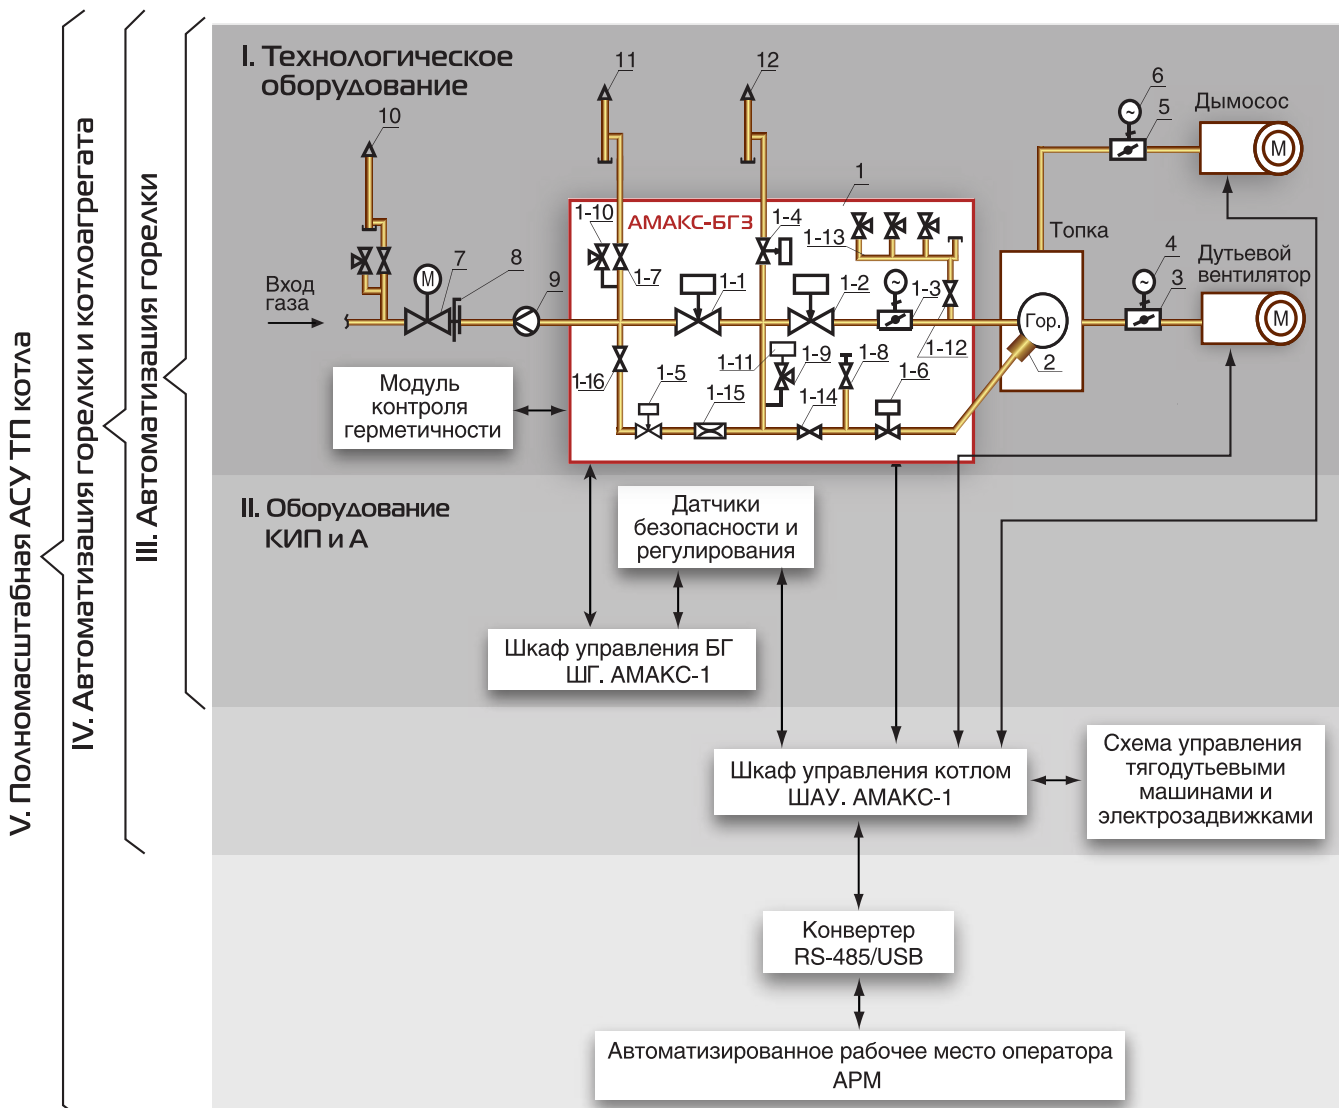 I. Технологическое
оборудование
11
12
6
5
Дымосос
М
10
1
АМАКС-БГЗ
1-10
1-4
1-13
Топка
4
Дутьевой
вентилятор
3
М
Вход
газа
М
7
8
9
1-7
1-1
1-2
1-3
Гор.
2
1-12
1-11
1-9
1-8
1-16
1-5
1-15
1-14
1-6
Модуль
контроля
герметичности
II. Оборудование
КИП и А
Датчики
безопасности и
регулирования
Шкаф управления БГ
ШГ. АМАКС-1
Шкаф управления котлом
ШАУ. АМАКС-1
Схема управления
тягодутьевыми
машинами и
электрозадвижками
Конвертер
RS-485/USB
Автоматизированное рабочее место оператора
АРМ
III. Автоматизация горелки
IV. Автоматизация горелки и котлоагрегата
V. Полномасштабная АСУ ТП котла